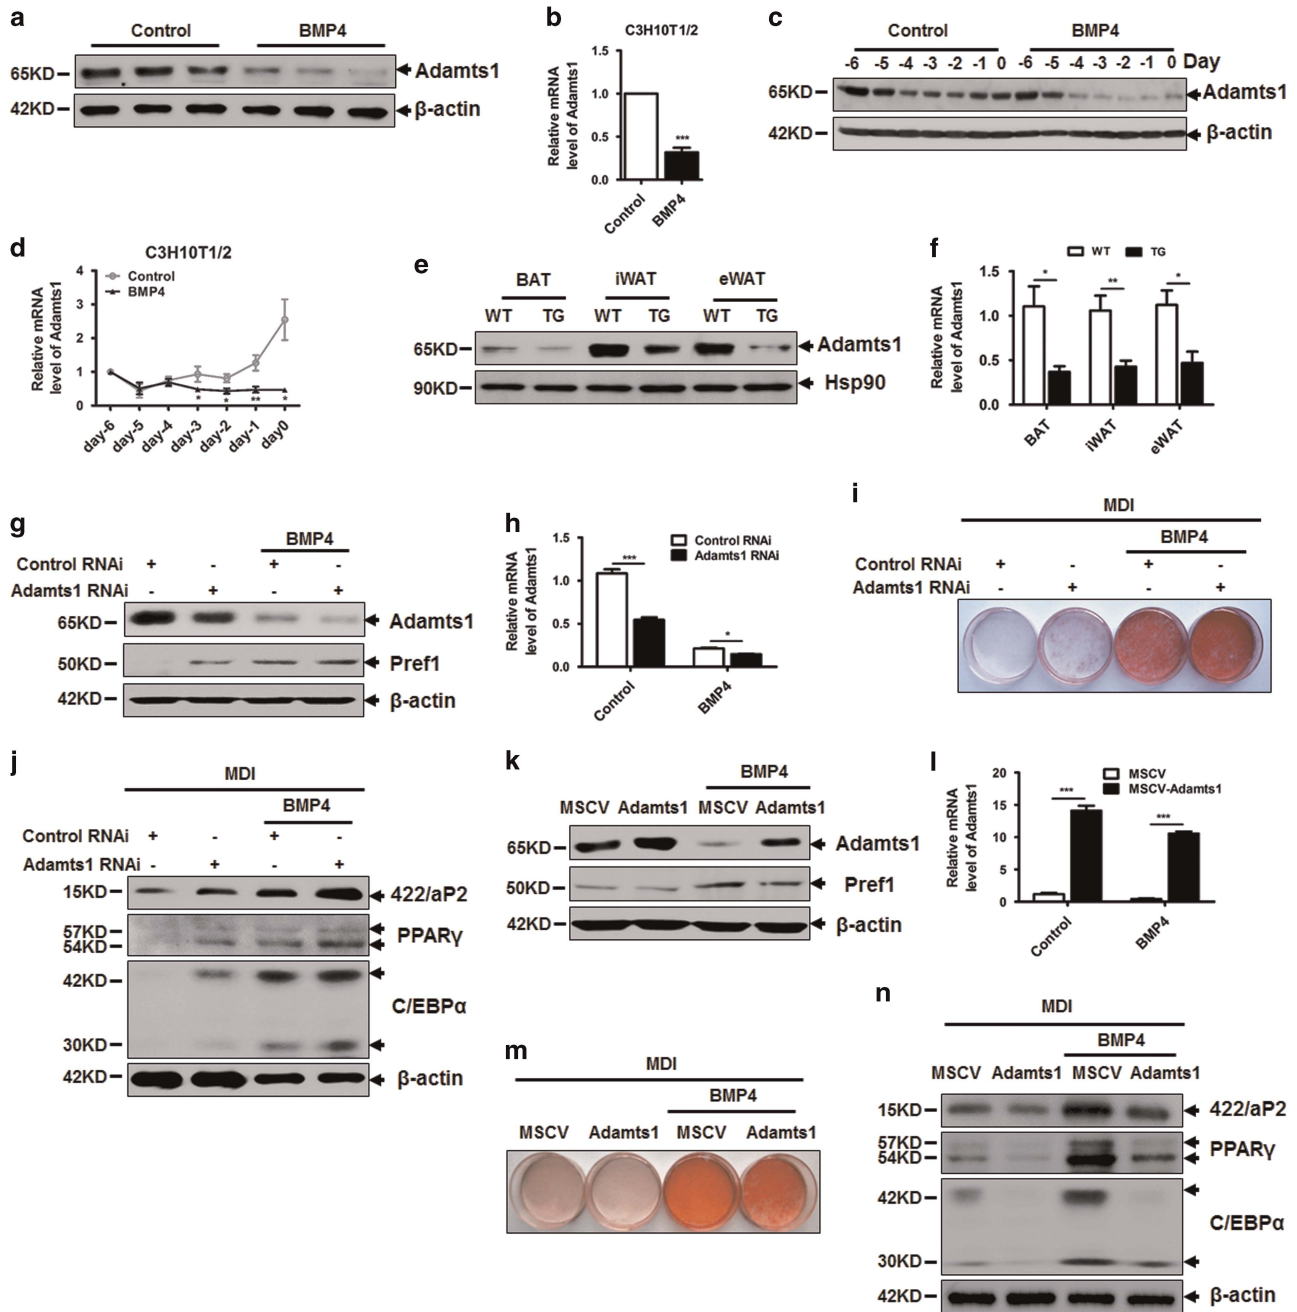 a
Control BMP4
65KD Adamts1
42KD β-actin
b
C3H10T1/2
Relative mRNA
level of Adamts1
1.5
1.0
0.5
0.0
***
Control BMP4
c
Control BMP4
-6 -5 -4 -3 -2 -1 0 -6 -5 -4 -3 -2 -1 0 Day
65KD Adamts1
42KD β-actin
d
C3H10T1/2
Relative mRNA
level of Adamts1
4
3
2
1
0
Control
BMP4
* * ** *
day-6 day-5 day-4 day-3 day-2 day-1 day0
e
BAT iWAT eWAT
WT TG WT TG WT TG
65KD Adamts1
90KD Hsp90
f
WT TG
Relative mRNA
level of Adamts1
1.5
1.0
0.5
0.0
* ** *
BAT iWAT eWAT
g
BMP4
Control RNAi + - + -
Adamts1 RNAi - + - +
65KD Adamts1
50KD Pref1
42KD β-actin
h
Relative mRNA
level of Adamts1
1.5
1.0
0.5
0.0
Control RNAi
Adamts1 RNAi
*** *
Control BMP4
i
MDI
BMP4
Control RNAi + - + -
Adamts1 RNAi - + - +
j
MDI
BMP4
Control RNAi + - + -
Adamts1 RNAi - + - +
15KD 422/aP2
57KD
54KD PPARγ
42KD
C/EBPα
30KD
42KD β-actin
k
BMP4
MSCV Adamts1 MSCV Adamts1
65KD Adamts1
50KD Pref1
42KD β-actin
l
Relative mRNA
level of Adamts1
20
15
10
5
0
MSCV
MSCV-Adamts1
*** ***
Control BMP4
m
MDI
BMP4
MSCV Adamts1 MSCV Adamts1
n
MDI
BMP4
MSCV Adamts1 MSCV Adamts1
15KD 422/aP2
57KD
54KD PPARγ
42KD
C/EBPα
30KD
42KD β-actin